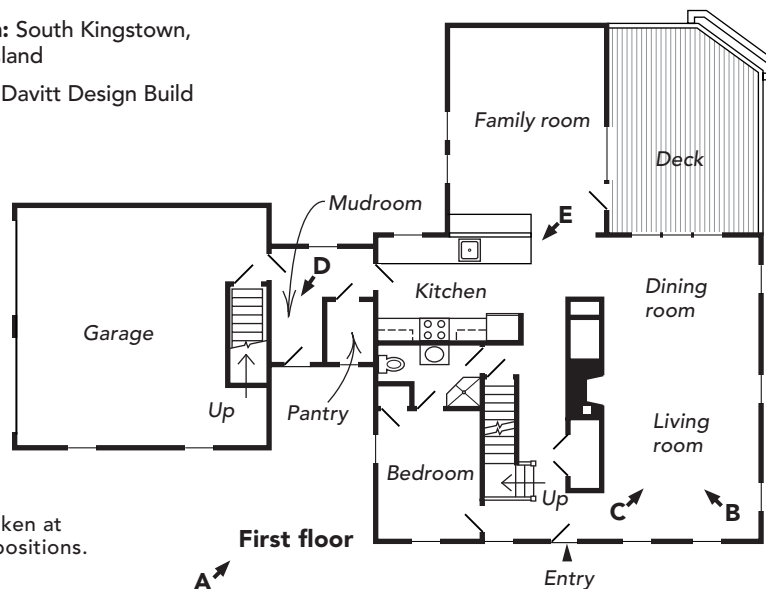 : South Kingstown,
Davitt Design Build
Family room
Deck
Mudroom
E
D
Kitchen
Dining
room
Garage
Up
Pantry
Living
room
Bedroom
Up
C
B
ken at
positions.
First floor
A
Entry